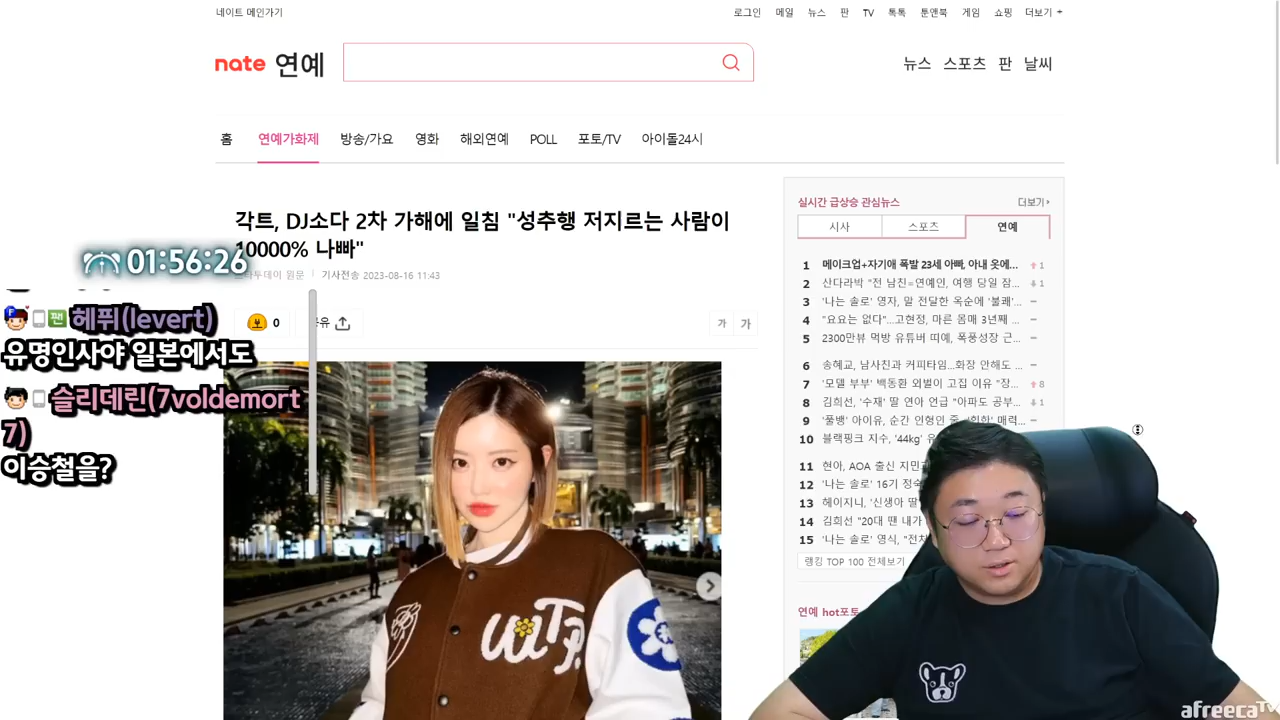 네이트 메인가기
로그인 메일 뉴스 판 TV 톡톡 툰앤북 게임 쇼핑 더보기 +
nate 연예
뉴스 스포츠 판 날씨
홈 연예가화제 방송/가요 영화 해외연예 POLL 포토/TV 아이돌24시
각트, DJ소다 2차 가해에 일침 "성추행 저지르는 사람이
10000% 나빠"
원문 기사전송 2023-08-16 11:43
0
가 가
01:56:26
팬 헤퓌(levert)
유명인사야 일본에서도
슬리데린(7voldemort
7)
이승철을?
실시간 급상승 관심뉴스 더보기
시사 스포츠 연예
1 메이크업+자기애 폭발 23세 아빠, 아내 옷에... 1
2 산다라박 "전 남친=연예인, 여행 당일 잠... 1
3 '나는 솔로' 영자, 말 전달한 옥순에 '불쾌'...
4 "요요는 없다"...고현정, 마른 몸매 3년째 ...
5 2300만뷰 먹방 유튜버 띠예, 폭풍성장 근...
6 송혜교, 남사친과 커피타임...화장 안해도 ...
7 '모델 부부' 백동환 외벌이 고집 이유 "장... 8
8 김희선, '수재' 딸 연아 언급 "아파도 공부... 1
9 '풀뱅' 아이유, 순간 인형인 줄 매력...
10 블랙핑크 지수, '44kg'
11 현아, AOA 출신 지민
12 '나는 솔로' 16기 정숙
13 헤이지니, '신생아 딸
14 김희선 "20대 땐 내가
15 '나는 솔로' 영식, "전
랭킹 TOP 100 전체보기
연예 hot포토
afreecaTV